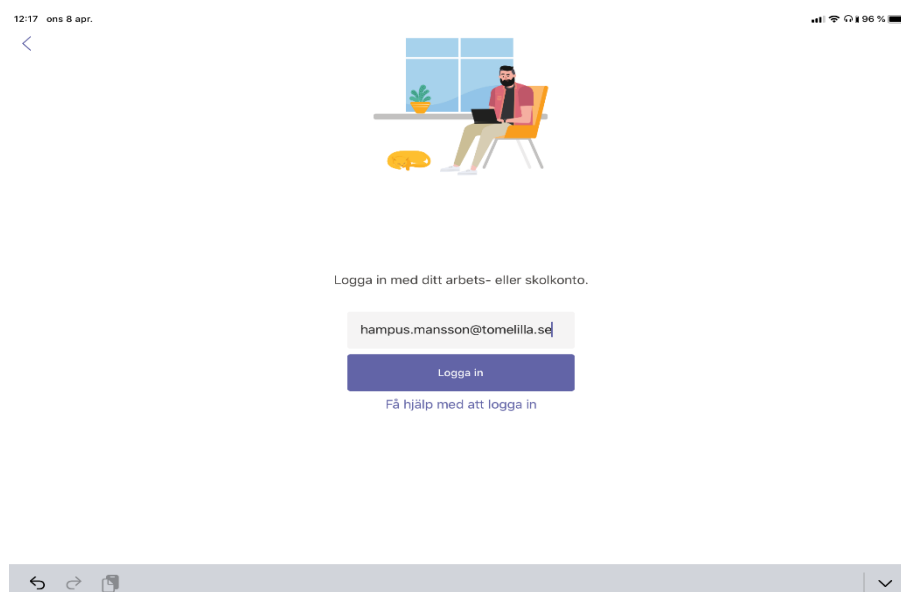 12:17 ons 8 apr.
96 %
Logga in med ditt arbets- eller skolkonto.
hampus.mansson@tomelilla.se
Logga in
Få hjälp med att logga in